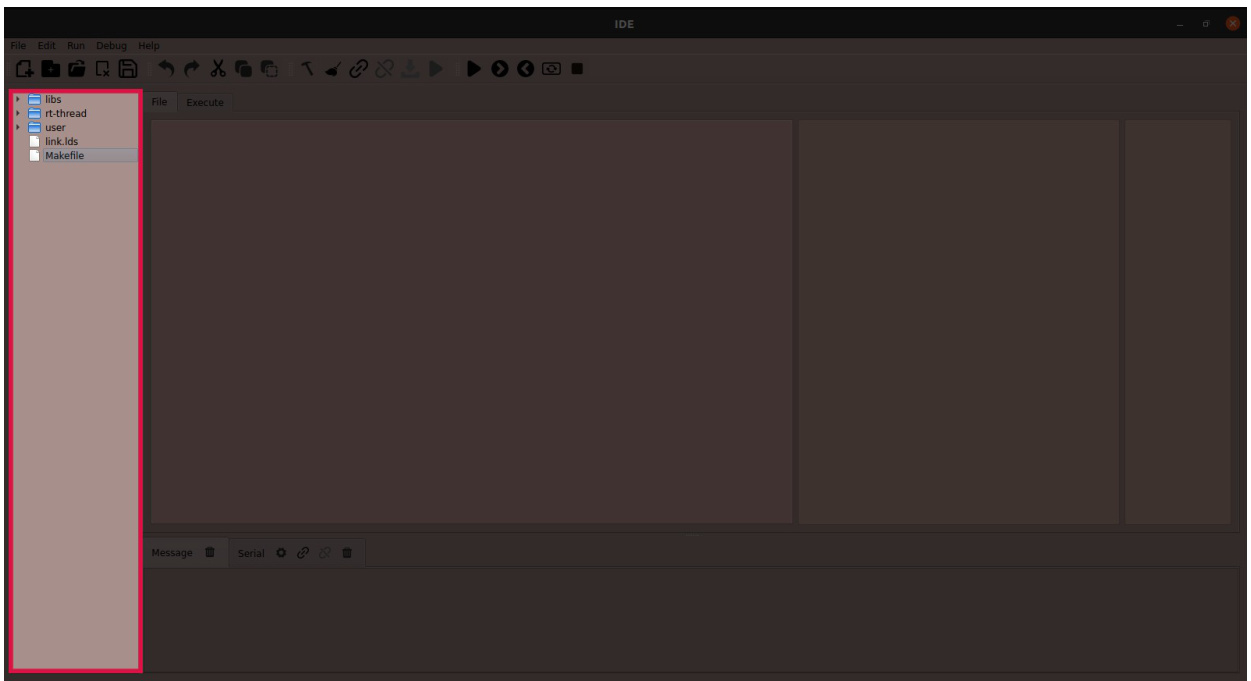 IDE
File Edit Run Debug Help
libs
rt-thread
user
link.lds
Makefile
File Execute
Message Serial